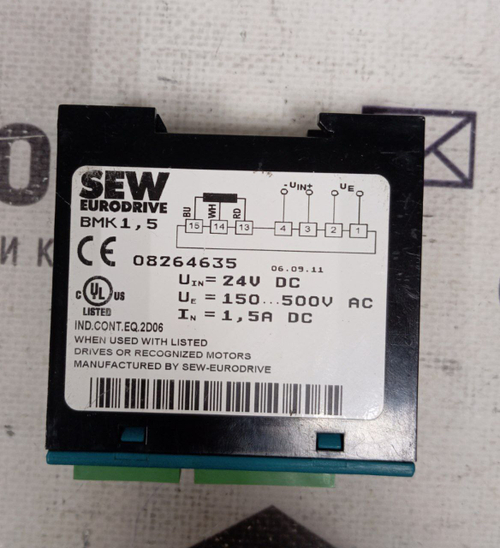 SEW
EURODRIVE
BMK 1,5
- UIN +
UE
BU
WH
RD
15 14 13 4 3 2 1
CE 08264635 06.09.11
UIN = 24V DC
UE = 150...500V AC
IN = 1,5A DC
C UL US
LISTED
IND.CONT.EQ.2D06
WHEN USED WITH LISTED
DRIVES OR RECOGNIZED MOTORS
MANUFACTURED BY SEW-EURODRIVE